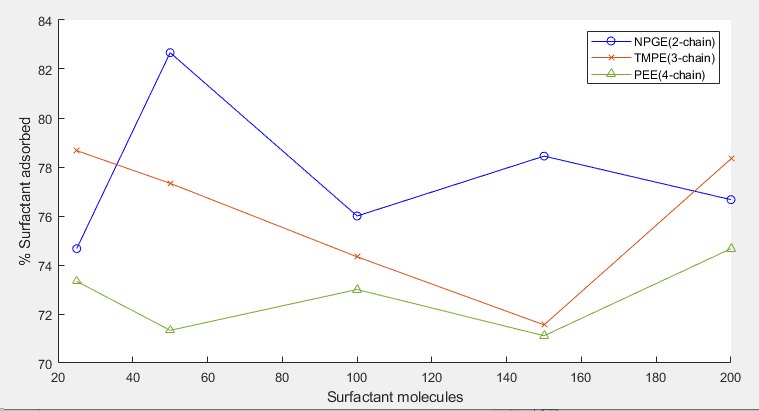 84
82
80
78
76
74
72
70
% Surfactant adsorbed
NPGE(2-chain)
TMPE(3-chain)
PEE(4-chain)
20 40 60 80 100 120 140 160 180 200
Surfactant molecules